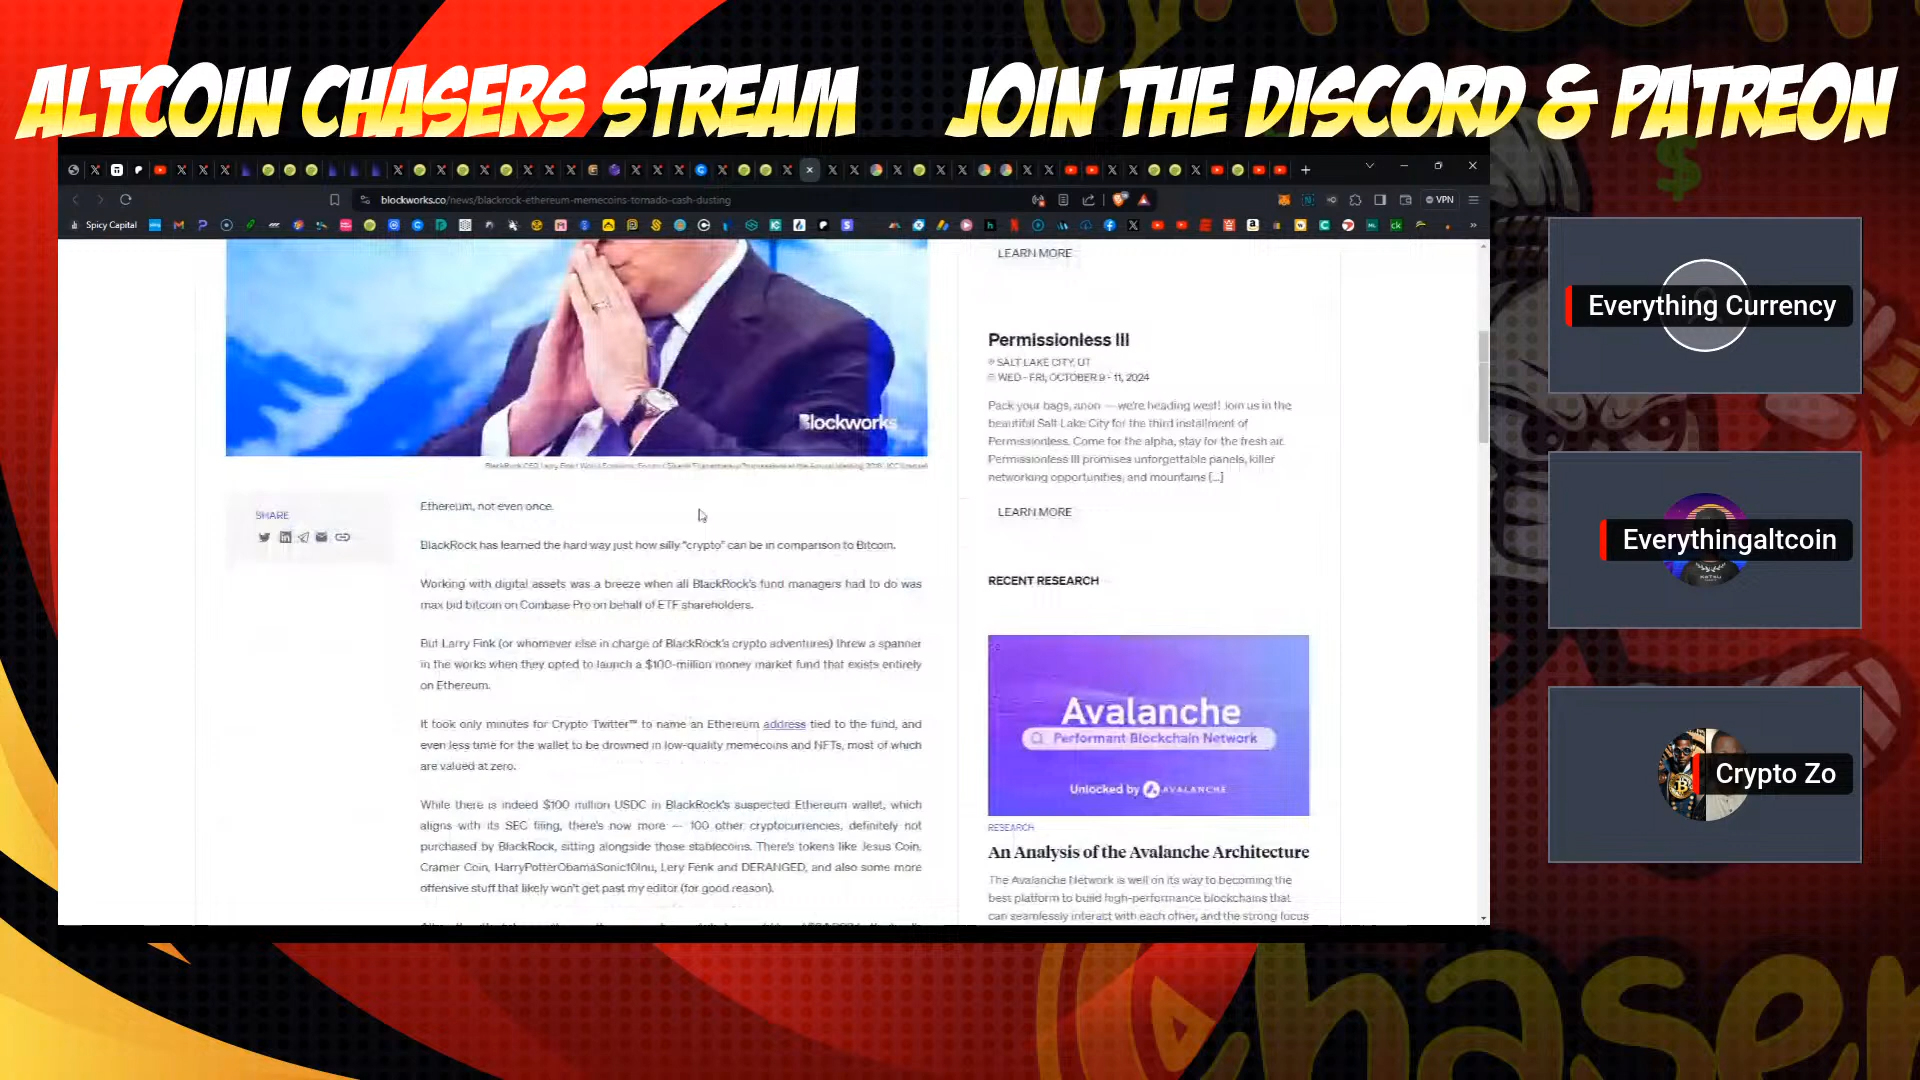 ALTCOIN CHASERS STREAM
JOIN THE DISCORD & PATREON
blockworks.co/news/blackrock-ethereum-memecoins-tornado-cash-dusting
VPN
Spicy Capital
Blockworks
SHARE
Ethereum, not even once.
BlackRock has learned the hard way just how silly "crypto" can be in comparison to Bitcoin.
Working with digital assets was a breeze when all BlackRock's fund managers had to do was
max bid bitcoin on Coinbase Pro on behalf of ETF shareholders.
But Larry Fink (or whomever else in charge of BlackRock's crypto adventures) threw a spanner
in the works when they opted to launch a $100-million money market fund that exists entirely
on Ethereum.
It took only minutes for Crypto Twitter™ to name an Ethereum address tied to the fund, and
even less time for the wallet to be drowned in low-quality memecoins and NFTs, most of which
are valued at zero.
While there is indeed $100 million USDC in BlackRock's suspected Ethereum wallet, which
aligns with its SEC filing, there's now more — 100 other cryptocurrencies, definitely not
purchased by BlackRock, sitting alongside those stablecoins. There's tokens like Jesus Coin,
Cramer Coin, HarryPotterObamaSonic10Inu, Lery Fenk and DERANGED, and also some more
offensive stuff that likely won't get past my editor (for good reason).
LEARN MORE
Permissionless III
SALT LAKE CITY, UT
WED - FRI, OCTOBER 9 - 11, 2024
Pack your bags, anon — we're heading west! Join us in the
beautiful Salt Lake City for the third installment of
Permissionless. Come for the alpha, stay for the fresh air.
Permissionless III promises unforgettable panels, killer
networking opportunities, and mountains [...]
LEARN MORE
RECENT RESEARCH
Avalanche
Performant Blockchain Network
Unlocked by AVALANCHE
RESEARCH
An Analysis of the Avalanche Architecture
The Avalanche Network is well on its way to becoming the
best platform to build high-performance blockchains that
can seamlessly interact with each other, and the strong focus
Everything Currency
Everythingaltcoin
Crypto Zo
Chaser